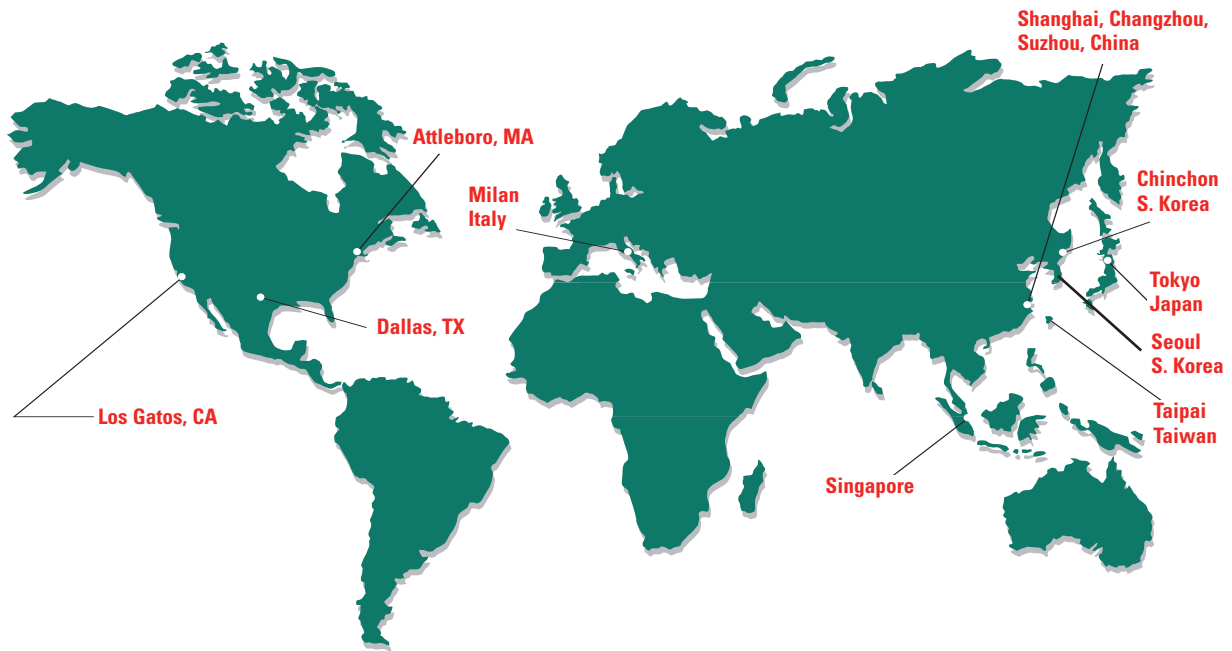 Shanghai, Changzhou,
Suzhou, China
Attleboro, MA
Milan
Italy
Chinchon
S. Korea
Tokyo
Japan
Dallas, TX
Seoul
S. Korea
Los Gatos, CA
Taipai
Taiwan
Singapore